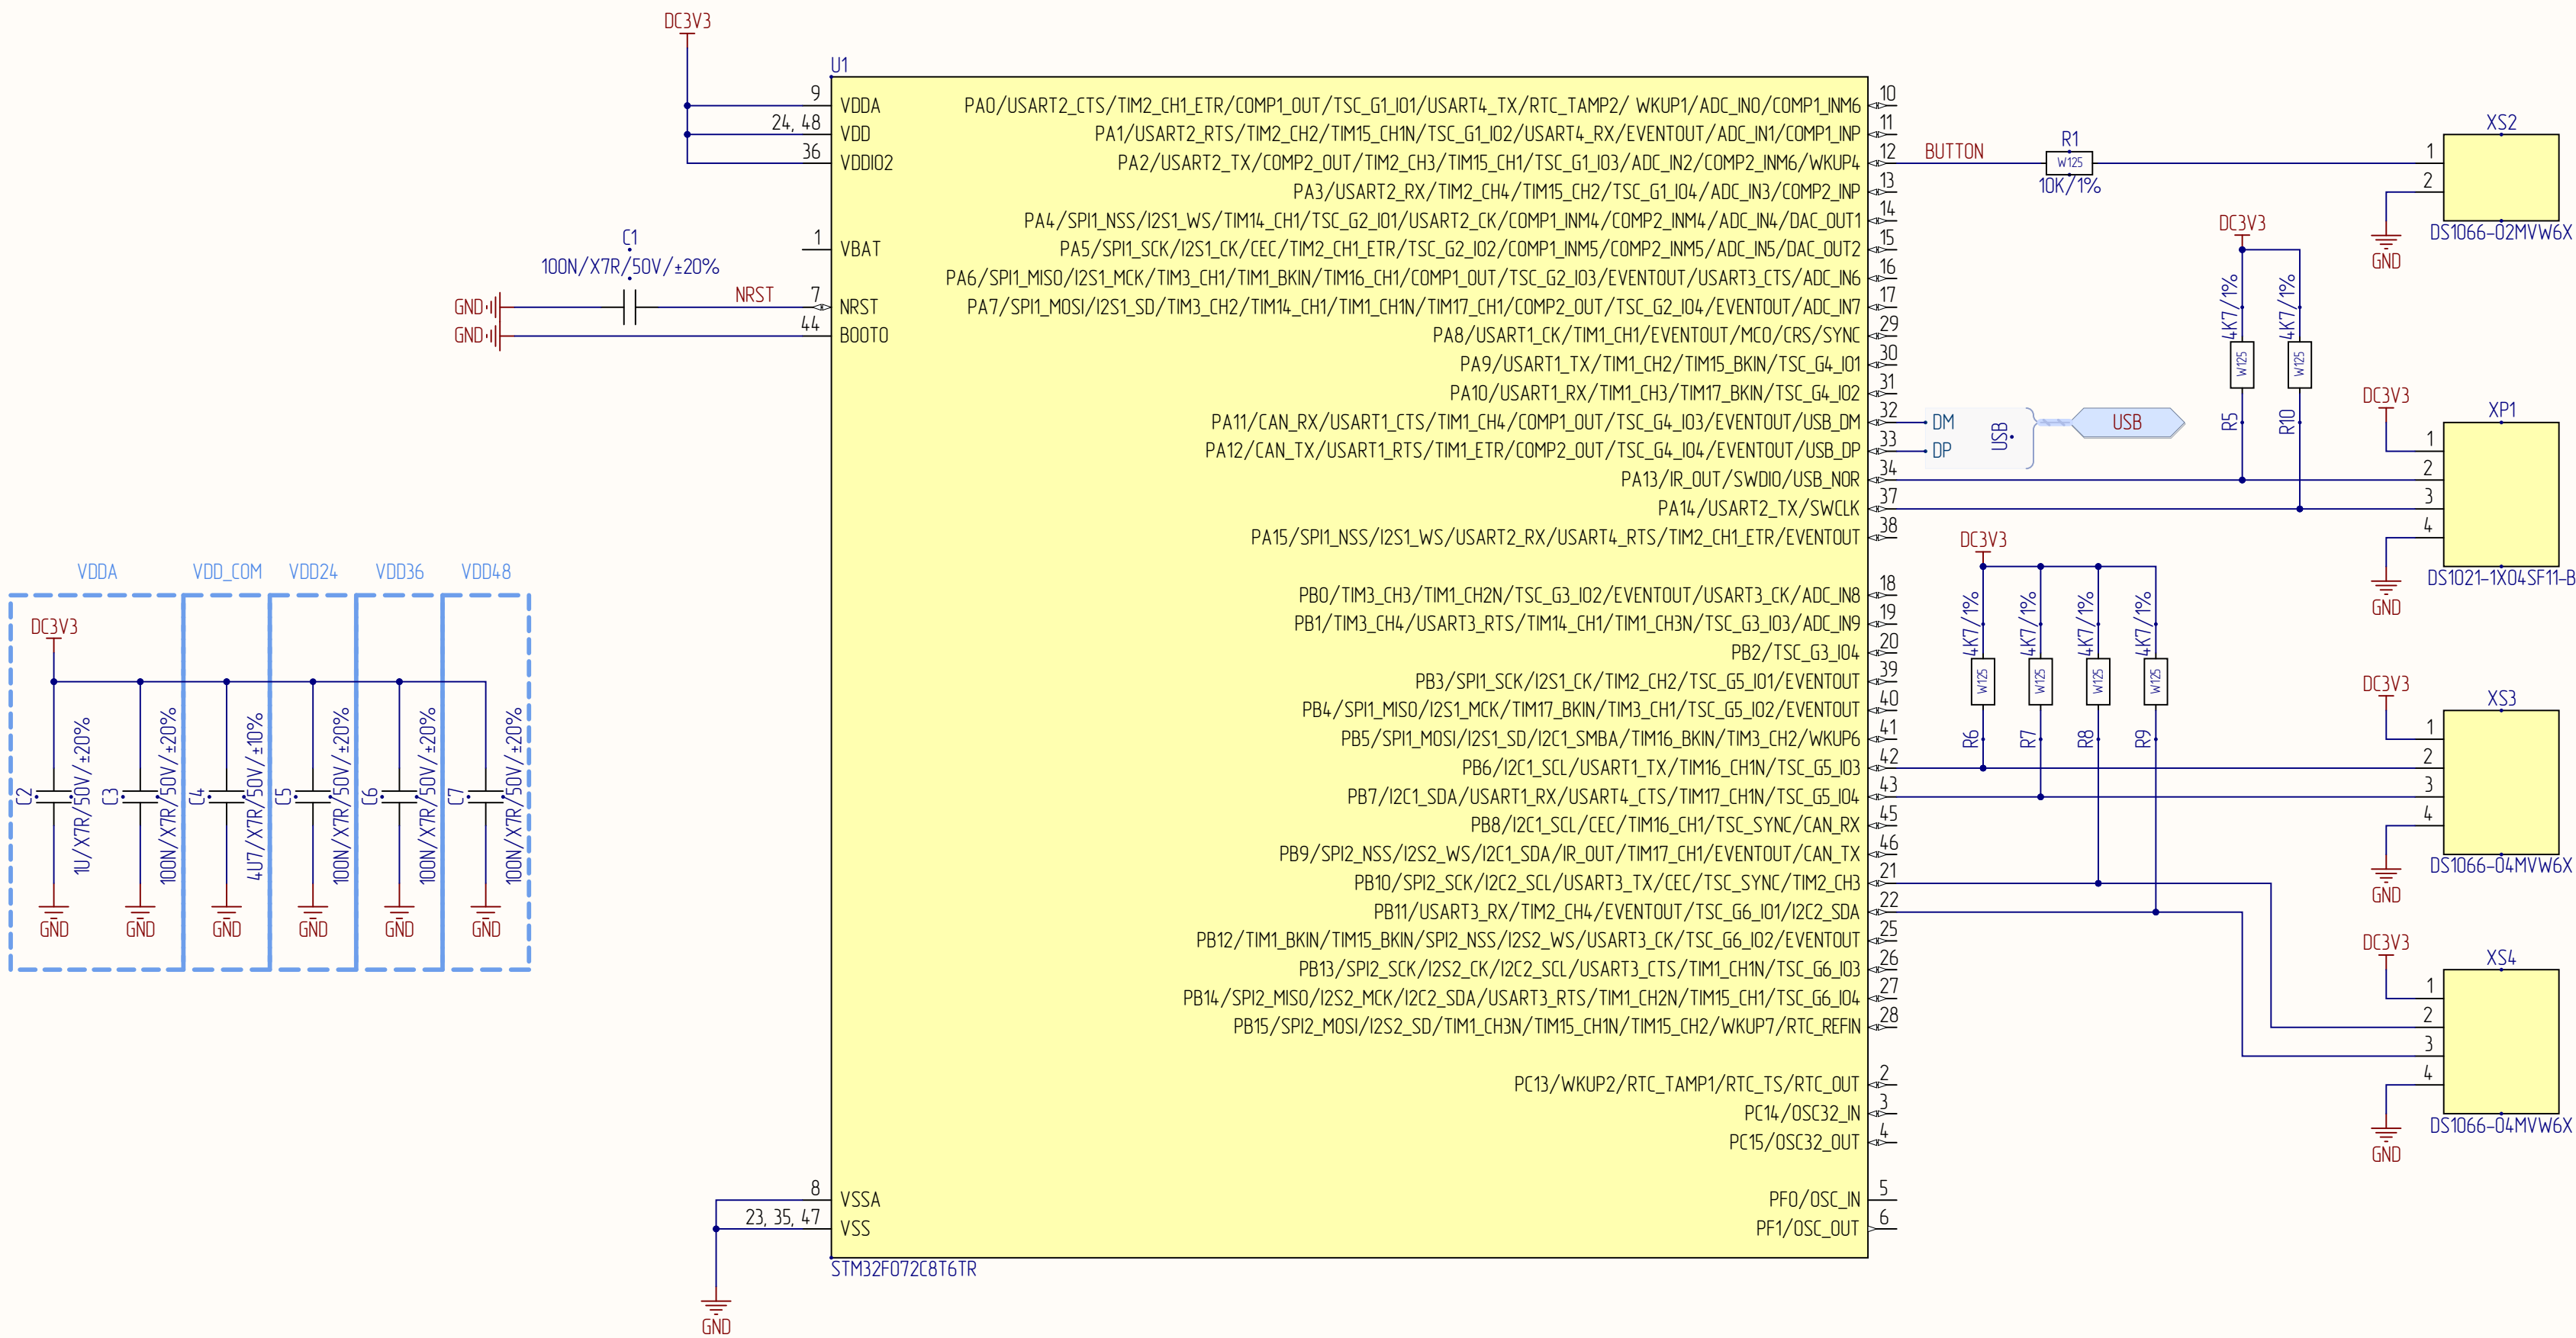 DC3V3
U1
9
VDDA
24, 48
VDD
36
VDDIO2
1
VBAT
C1
100N/X7R/50V/±20%
GND
NRST
7
NRST
GND
44
BOOT0
8
VSSA
23, 35, 47
VSS
GND
STM32F072C8T6TR
PA0/USART2_CTS/TIM2_CH1_ETR/COMP1_OUT/TSC_G1_IO1/USART4_TX/RTC_TAMP2/ WKUP1/ADC_IN0/COMP1_INM6
10
PA1/USART2_RTS/TIM2_CH2/TIM15_CH1N/TSC_G1_IO2/USART4_RX/EVENTOUT/ADC_IN1/COMP1_INP
11
PA2/USART2_TX/COMP2_OUT/TIM2_CH3/TIM15_CH1/TSC_G1_IO3/ADC_IN2/COMP2_INM6/WKUP4
12
PA3/USART2_RX/TIM2_CH4/TIM15_CH2/TSC_G1_IO4/ADC_IN3/COMP2_INP
13
PA4/SPI1_NSS/I2S1_WS/TIM14_CH1/TSC_G2_IO1/USART2_CK/COMP1_INM4/COMP2_INM4/ADC_IN4/DAC_OUT1
14
PA5/SPI1_SCK/I2S1_CK/CEC/TIM2_CH1_ETR/TSC_G2_IO2/COMP1_INM5/COMP2_INM5/ADC_IN5/DAC_OUT2
15
PA6/SPI1_MISO/I2S1_MCK/TIM3_CH1/TIM1_BKIN/TIM16_CH1/COMP1_OUT/TSC_G2_IO3/EVENTOUT/USART3_CTS/ADC_IN6
16
PA7/SPI1_MOSI/I2S1_SD/TIM3_CH2/TIM14_CH1/TIM1_CH1N/TIM17_CH1/COMP2_OUT/TSC_G2_IO4/EVENTOUT/ADC_IN7
17
PA8/USART1_CK/TIM1_CH1/EVENTOUT/MCO/CRS/SYNC
29
PA9/USART1_TX/TIM1_CH2/TIM15_BKIN/TSC_G4_IO1
30
PA10/USART1_RX/TIM1_CH3/TIM17_BKIN/TSC_G4_IO2
31
PA11/CAN_RX/USART1_CTS/TIM1_CH4/COMP1_OUT/TSC_G4_IO3/EVENTOUT/USB_DM
32
PA12/CAN_TX/USART1_RTS/TIM1_ETR/COMP2_OUT/TSC_G4_IO4/EVENTOUT/USB_DP
33
PA13/IR_OUT/SWDIO/USB_NOR
34
PA14/USART2_TX/SWCLK
37
PA15/SPI1_NSS/I2S1_WS/USART2_RX/USART4_RTS/TIM2_CH1_ETR/EVENTOUT
38
PB0/TIM3_CH3/TIM1_CH2N/TSC_G3_IO2/EVENTOUT/USART3_CK/ADC_IN8
18
PB1/TIM3_CH4/USART3_RTS/TIM14_CH1/TIM1_CH3N/TSC_G3_IO3/ADC_IN9
19
PB2/TSC_G3_IO4
20
PB3/SPI1_SCK/I2S1_CK/TIM2_CH2/TSC_G5_IO1/EVENTOUT
39
PB4/SPI1_MISO/I2S1_MCK/TIM17_BKIN/TIM3_CH1/TSC_G5_IO2/EVENTOUT
40
PB5/SPI1_MOSI/I2S1_SD/I2C1_SMBA/TIM16_BKIN/TIM3_CH2/WKUP6
41
PB6/I2C1_SCL/USART1_TX/TIM16_CH1N/TSC_G5_IO3
42
PB7/I2C1_SDA/USART1_RX/USART4_CTS/TIM17_CH1N/TSC_G5_IO4
43
PB8/I2C1_SCL/CEC/TIM16_CH1/TSC_SYNC/CAN_RX
45
PB9/SPI2_NSS/I2S2_WS/I2C1_SDA/IR_OUT/TIM17_CH1/EVENTOUT/CAN_TX
46
PB10/SPI2_SCK/I2C2_SCL/USART3_TX/CEC/TSC_SYNC/TIM2_CH3
21
PB11/USART3_RX/TIM2_CH4/EVENTOUT/TSC_G6_IO1/I2C2_SDA
22
PB12/TIM1_BKIN/TIM15_BKIN/SPI2_NSS/I2S2_WS/USART3_CK/TSC_G6_IO2/EVENTOUT
25
PB13/SPI2_SCK/I2S2_CK/I2C2_SCL/USART3_CTS/TIM1_CH1N/TSC_G6_IO3
26
PB14/SPI2_MISO/I2S2_MCK/I2C2_SDA/USART3_RTS/TIM1_CH2N/TIM15_CH1/TSC_G6_IO4
27
PB15/SPI2_MOSI/I2S2_SD/TIM1_CH3N/TIM15_CH1N/TIM15_CH2/WKUP7/RTC_REFIN
28
PC13/WKUP2/RTC_TAMP1/RTC_TS/RTC_OUT
2
PC14/OSC32_IN
3
PC15/OSC32_OUT
4
PF0/OSC_IN
5
PF1/OSC_OUT
6
VDDA
VDD_COM
VDD24
VDD36
VDD48
DC3V3
C2
1U/X7R/50V/±20%
C3
100N/X7R/50V/±20%
C4
4U7/X7R/50V/±10%
C5
100N/X7R/50V/±20%
C6
100N/X7R/50V/±20%
C7
100N/X7R/50V/±20%
GND
GND
GND
GND
GND
GND
BUTTON
R1
W125
10K/1%
XS2
1
2
GND
DS1066-02MVW6X
DC3V3
4K7/1%
4K7/1%
W125
W125
R5
R10
DM
DP
USB
USB
DC3V3
XP1
1
2
3
4
GND
DS1021-1X04SF11-B
DC3V3
4K7/1%
4K7/1%
4K7/1%
4K7/1%
W125
W125
W125
W125
R6
R7
R8
R9
DC3V3
XS3
1
2
3
4
GND
DS1066-04MVW6X
DC3V3
XS4
1
2
3
4
GND
DS1066-04MVW6X